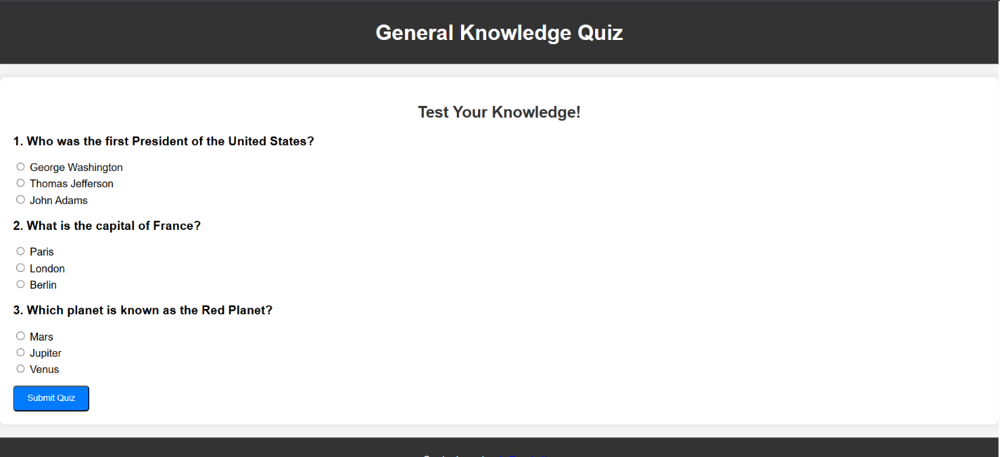 General Knowledge Quiz
Test Your Knowledge!
1. Who was the first President of the United States?
George Washington
Thomas Jefferson
John Adams
2. What is the capital of France?
Paris
London
Berlin
3. Which planet is known as the Red Planet?
Mars
Jupiter
Venus
Submit Quiz